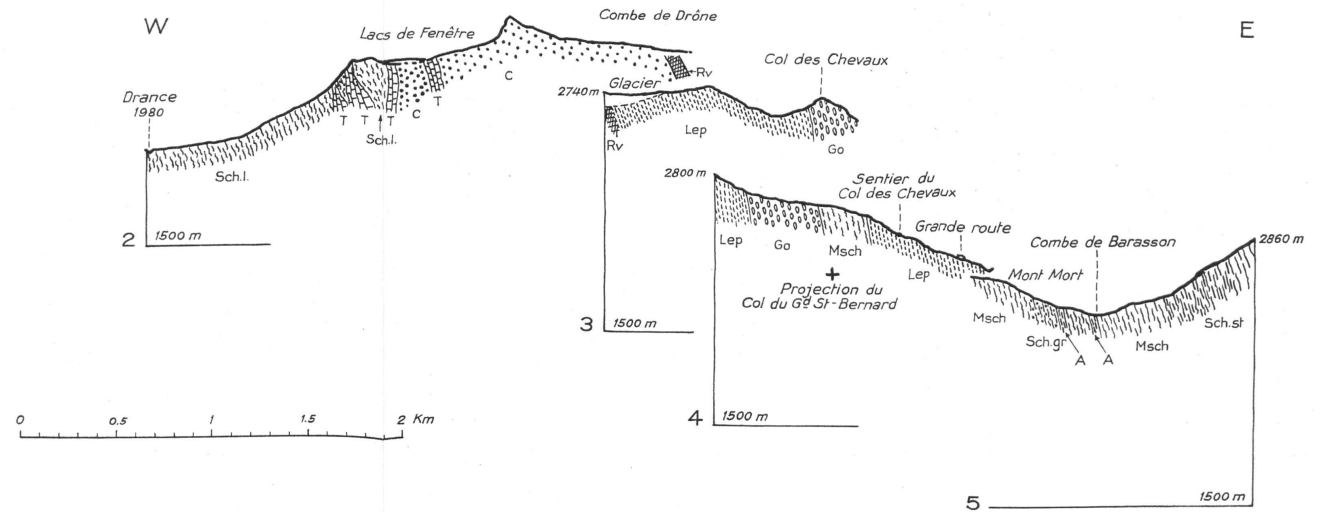 W
Lacs de Fenêtre
Combe de Drône
E
Drance
1980
T T T
Sch.l.
C
T
C
Rv
Sch.l.
2
1500 m
Glacier
2740 m
Col des Chevaux
Rv
Lep
Go
3
1500 m
2800 m
Sentier du
Col des Chevaux
Grande route
Lep
Go
Msch
Lep
+
Projection du
Col du Gd St-Bernard
4
1500 m
Mont Mort
Combe de Barasson
2860 m
Msch
Sch.gr
A A
Msch
Sch.st
5
1500 m
0 0.5 1 1.5 2 Km